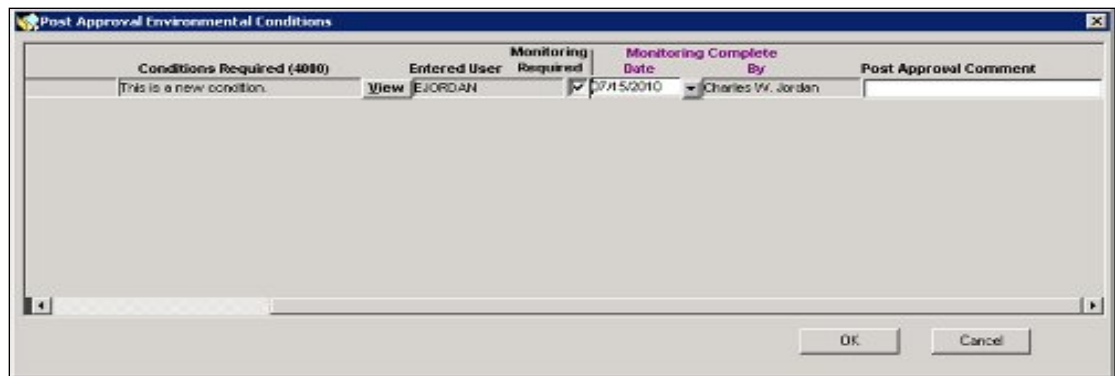 Post Approval Environmental Conditions
Monitoring Monitoring Complete
Conditions Required (4000) Entered User Required Date By Post Approval Comment
This is a new condition. View EJORDAN 07/15/2010 Charles W. Jordan
OK Cancel